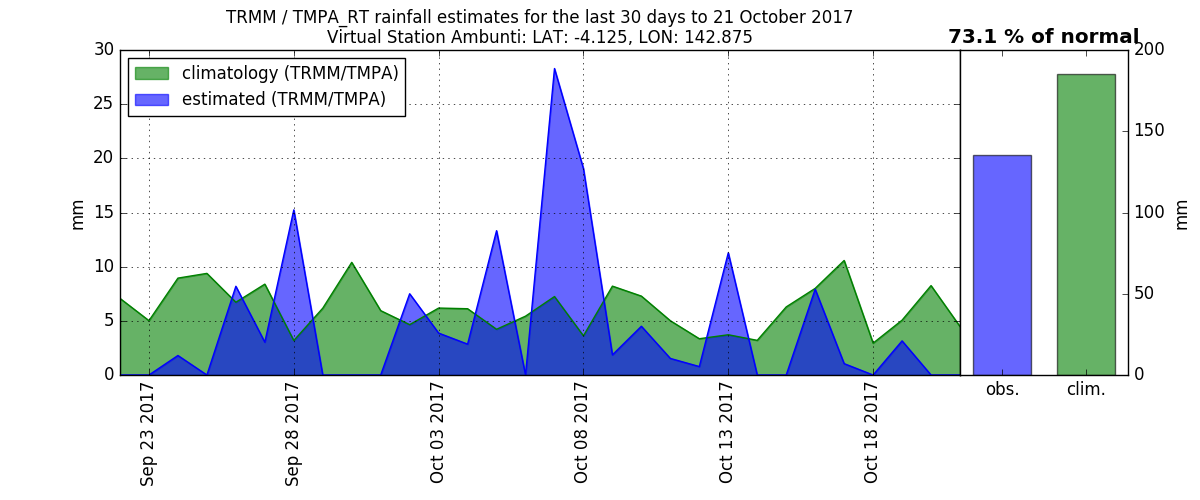 TRMM / TMPA_RT rainfall estimates for the last 30 days to 21 October 2017
Virtual Station Ambunti: LAT: -4.125, LON: 142.875
73.1 % of normal
climatology (TRMM/TMPA)
estimated (TRMM/TMPA)
30
25
20
15
10
5
0
mm
Sep 23 2017
Sep 28 2017
Oct 03 2017
Oct 08 2017
Oct 13 2017
Oct 18 2017
200
150
100
50
0
mm
obs.
clim.